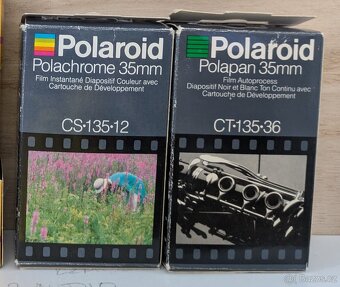 Polaroid
Polachrome 35mm
Film Instantané Diapositif Couleur avec
Cartouche de Développement
CS·135·12
Polaroid
Polapan 35mm
Film Autoprocess
Diapositif Noir et Blanc Ton Continu avec
Cartouche de Développement
CT·135·36